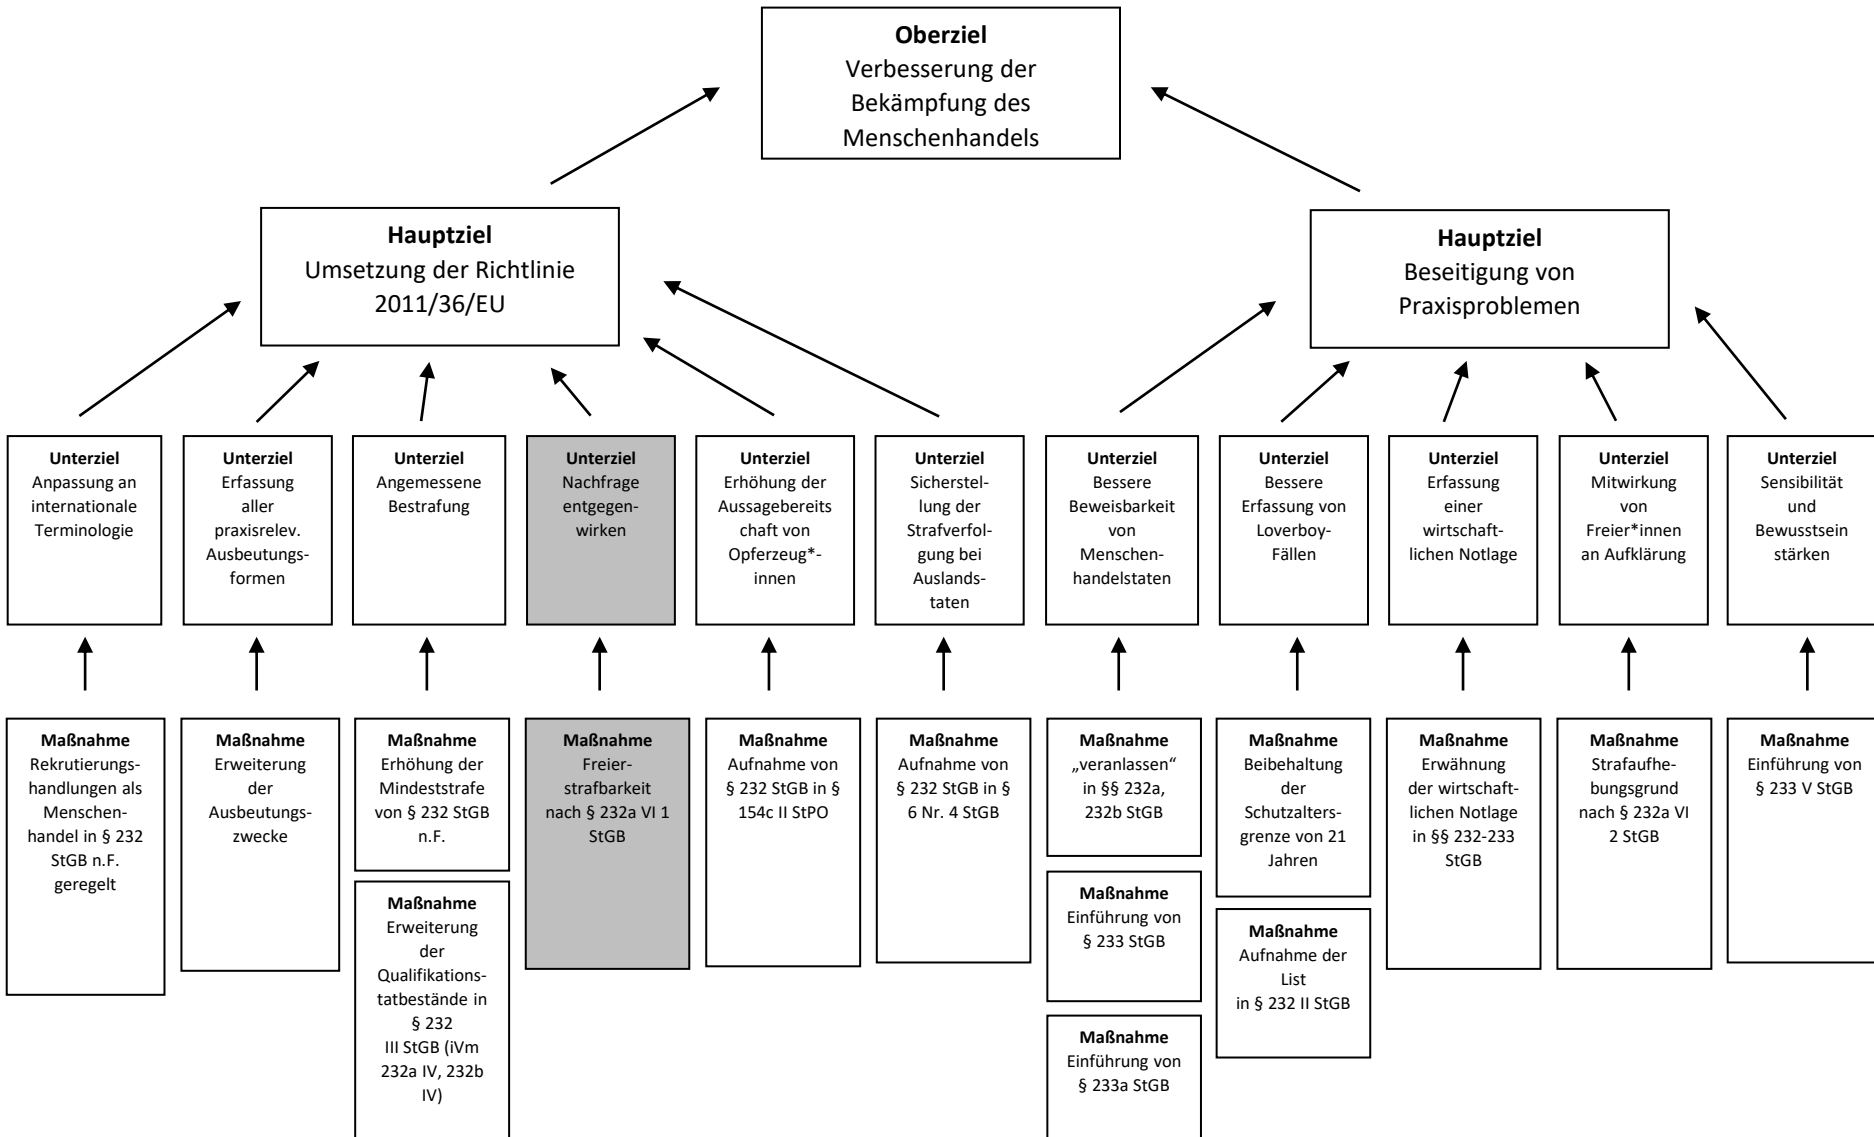 Oberziel
Verbesserung der
Bekämpfung des
Menschenhandels
Hauptziel
Umsetzung der Richtlinie
2011/36/EU
Hauptziel
Beseitigung von
Praxisproblemen
Unterziel
Anpassung an
internationale
Terminologie
Unterziel
Erfassung
aller
praxisrelev.
Ausbeutungs-
formen
Unterziel
Angemessene
Bestrafung
Unterziel
Nachfrage
entgegen-
wirken
Unterziel
Erhöhung der
Aussagebereits
chaft von
Opferzeug*-
innen
Unterziel
Sicherstel-
lung der
Strafverfol-
gung bei
Auslands-
taten
Unterziel
Bessere
Beweisbarkeit
von
Menschen-
handelstaten
Unterziel
Bessere
Erfassung von
Loverboy-
Fällen
Unterziel
Erfassung
einer
wirtschaft-
lichen Notlage
Unterziel
Mitwirkung
von
Freier*innen
an Aufklärung
Unterziel
Sensibilität
und
Bewusstsein
stärken
Maßnahme
Rekrutierungs-
handlungen als
Menschen-
handel in § 232
StGB n.F.
geregelt
Maßnahme
Erweiterung
der
Ausbeutungs-
zwecke
Maßnahme
Erhöhung der
Mindeststrafe
von § 232 StGB
n.F.
Maßnahme
Erweiterung
der
Qualifikations-
tatbestände in
§ 232
III StGB (iVm
232a IV, 232b
IV)
Maßnahme
Freier-
strafbarkeit
nach § 232a VI 1
StGB
Maßnahme
Aufnahme von
§ 232 StGB in §
154c II StPO
Maßnahme
Aufnahme von
§ 232 StGB in §
6 Nr. 4 StGB
Maßnahme
„veranlassen“
in §§ 232a,
232b StGB
Maßnahme
Einführung von
§ 233 StGB
Maßnahme
Einführung von
§ 233a StGB
Maßnahme
Beibehaltung
der
Schutzalters-
grenze von 21
Jahren
Maßnahme
Aufnahme der
List
in § 232 II StGB
Maßnahme
Erwähnung
der wirtschaft-
lichen Notlage
in §§ 232-233
StGB
Maßnahme
Strafaufhe-
bungsgrund
nach § 232a VI
2 StGB
Maßnahme
Einführung von
§ 233 V StGB